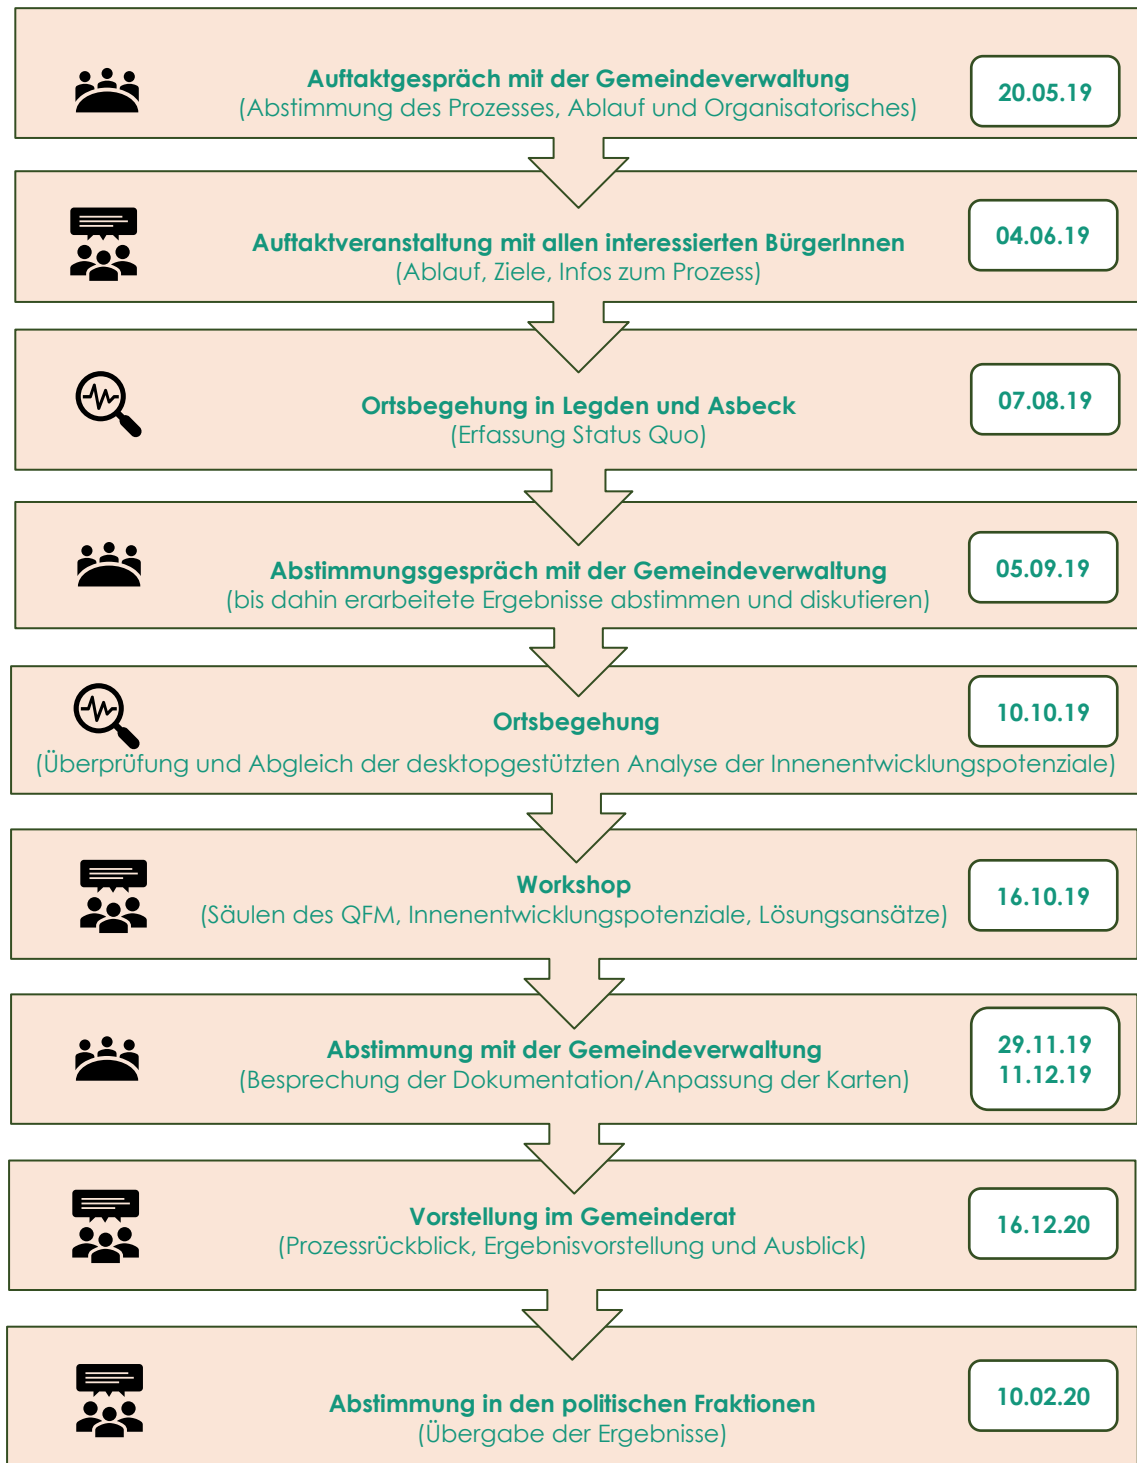 Auftaktgespräch mit der Gemeindeverwaltung
(Abstimmung des Prozesses, Ablauf und Organisatorisches)
20.05.19
Auftaktveranstaltung mit allen interessierten BürgerInnen
(Ablauf, Ziele, Infos zum Prozess)
04.06.19
Ortsbegehung in Legden und Asbeck
(Erfassung Status Quo)
07.08.19
Abstimmungsgespräch mit der Gemeindeverwaltung
(bis dahin erarbeitete Ergebnisse abstimmen und diskutieren)
05.09.19
Ortsbegehung
(Überprüfung und Abgleich der desktopgestützten Analyse der Innenentwicklungspotenziale)
10.10.19
Workshop
(Säulen des QFM, Innenentwicklungspotenziale, Lösungsansätze)
16.10.19
Abstimmung mit der Gemeindeverwaltung
(Besprechung der Dokumentation/Anpassung der Karten)
29.11.19
11.12.19
Vorstellung im Gemeinderat
(Prozessrückblick, Ergebnisvorstellung und Ausblick)
16.12.20
Abstimmung in den politischen Fraktionen
(Übergabe der Ergebnisse)
10.02.20